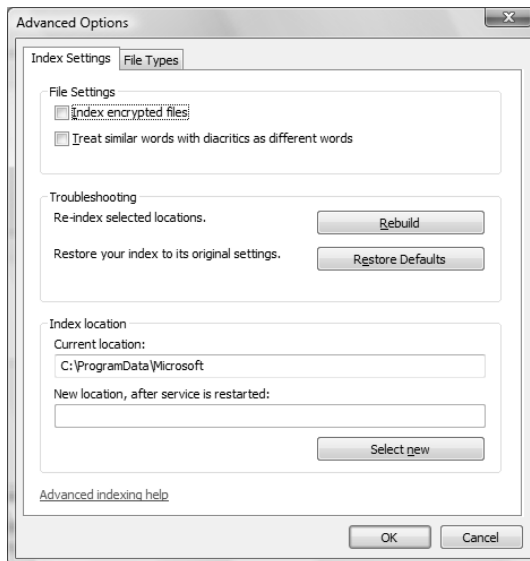 Advanced Options
Index Settings File Types
File Settings
Index encrypted files
Treat similar words with diacritics as different words
Troubleshooting
Re-index selected locations. Rebuild
Restore your index to its original settings. Restore Defaults
Index location
Current location:
C:\ProgramData\Microsoft
New location, after service is restarted:
Select new
Advanced indexing help
OK Cancel